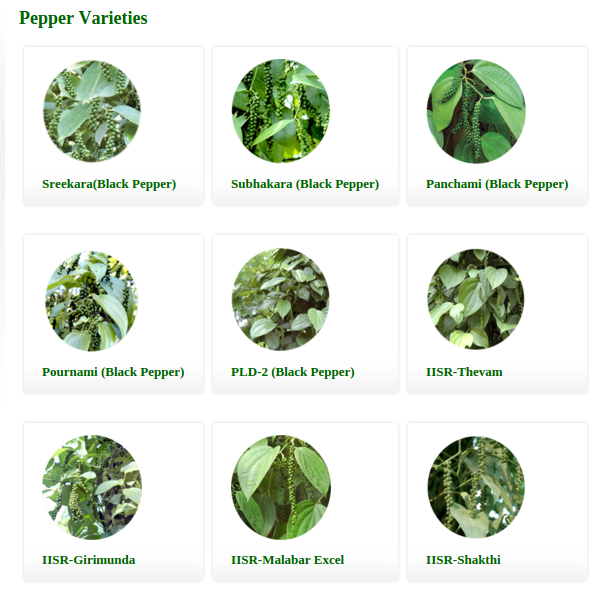 Pepper Varieties
Sreekara(Black Pepper)
Subhakara (Black Pepper)
Panchami (Black Pepper)
Pournami (Black Pepper)
PLD-2 (Black Pepper)
IISR-Thevam
IISR-Girimunda
IISR-Malabar Excel
IISR-Shakthi